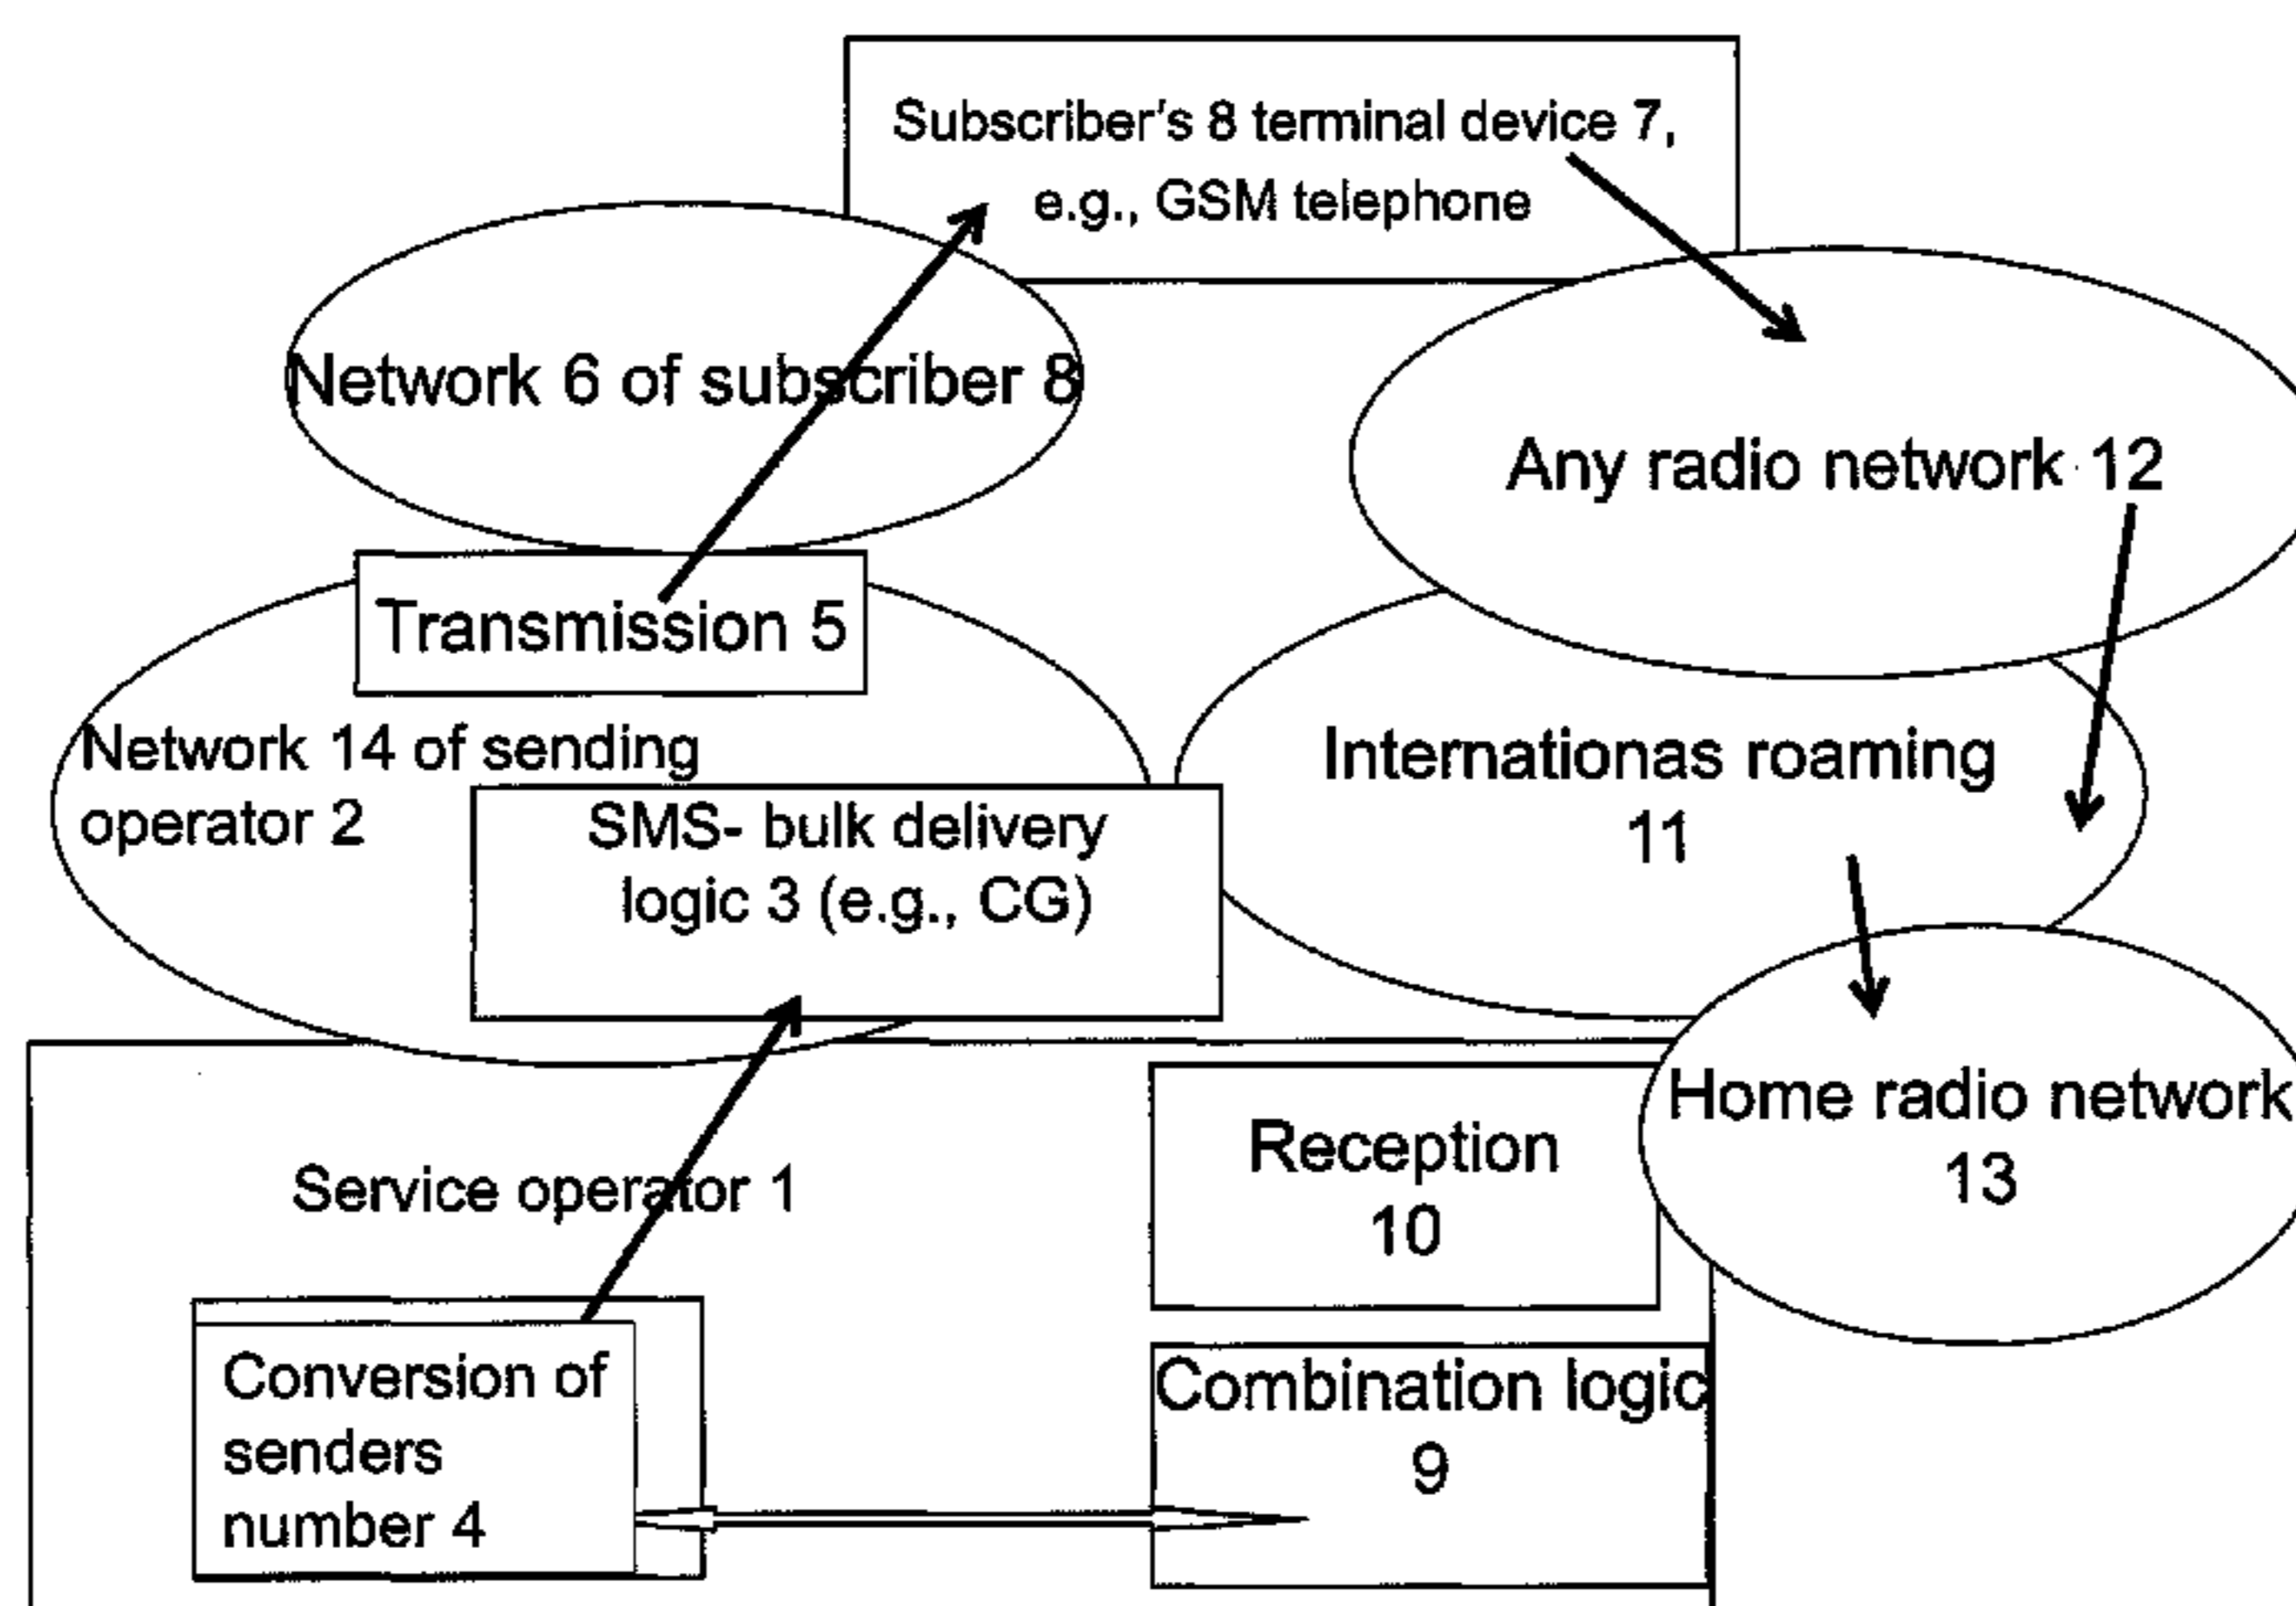 Subscriber's 8 terminal device 7,
e.g., GSM telephone
Network 6 of subscriber 8
Any radio network 12
Transmission 5
Network 14 of sending
operator 2
SMS- bulk delivery
logic 3 (e.g., CG)
Internationas roaming
11
Home radio network
13
Service operator 1
Reception
10
Conversion of
senders
number 4
Combination logic
9